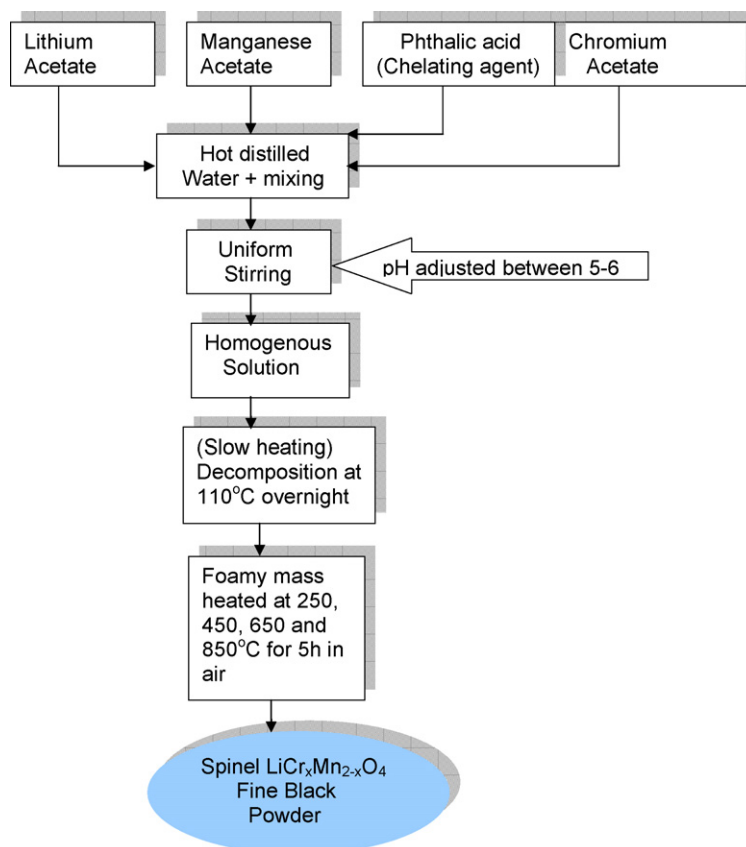 Lithium
Acetate
Manganese
Acetate
Phthalic acid
(Chelating agent)
Chromium
Acetate
Hot distilled
Water + mixing
Uniform
Stirring
pH adjusted between 5-6
Homogenous
Solution
(Slow heating)
Decomposition at
110°C overnight
Foamy mass
heated at 250,
450, 650 and
850°C for 5h in
air
Spinel LiCrₓMn₂₋ₓO₄
Fine Black
Powder